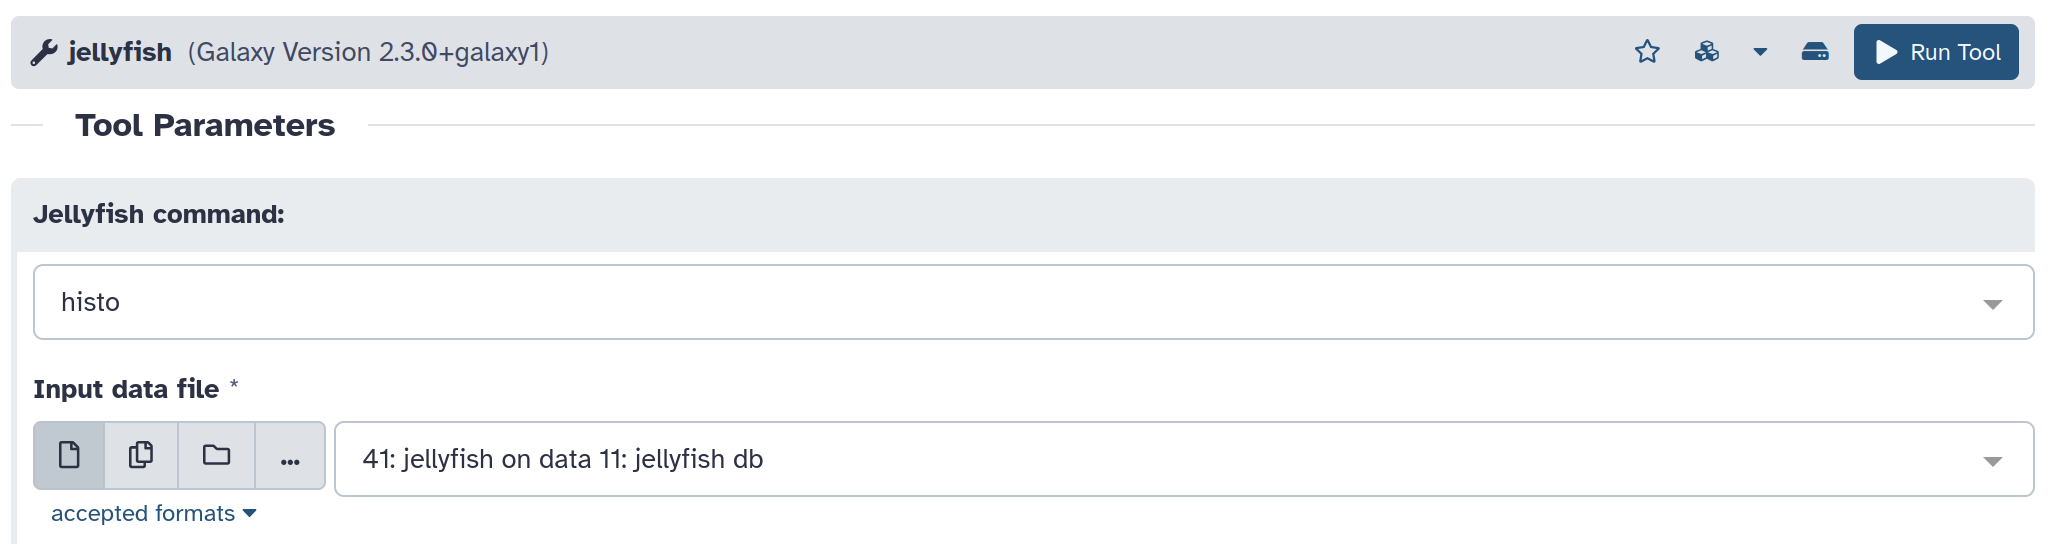 jellyfish (Galaxy Version 2.3.0+galaxy1) Run Tool
Tool Parameters
Jellyfish command:
histo
Input data file *
... 41: jellyfish on data 11: jellyfish db
accepted formats